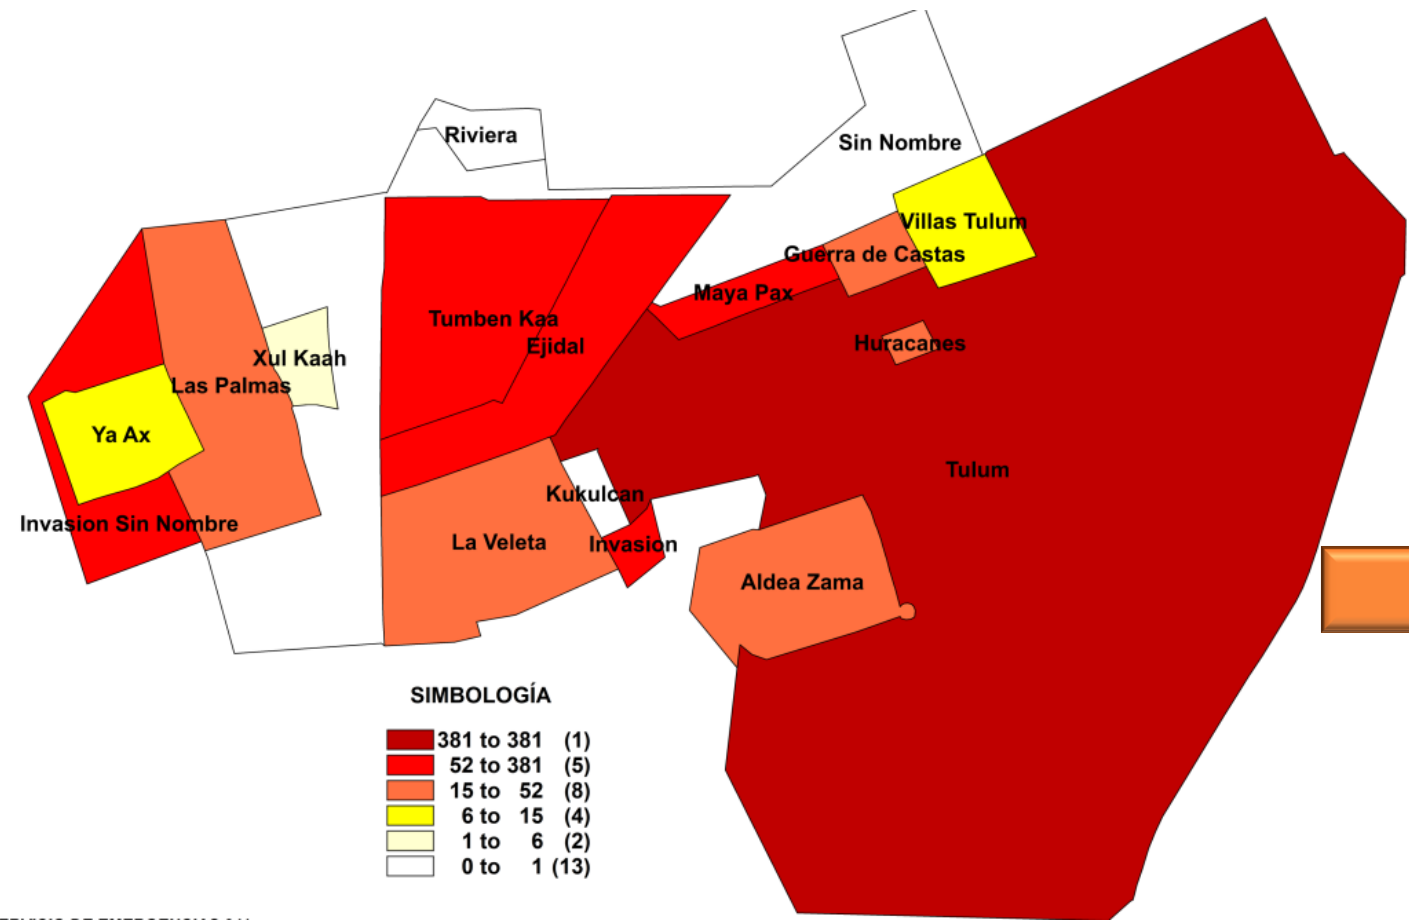 Riviera
Sin Nombre
Villas Tulum
Guerra de Castas
Maya Pax
Tumben Kaa
Ejidal
Huracanes
Xul Kaah
Las Palmas
Ya Ax
Tulum
Kukulcan
Invasion Sin Nombre
La Veleta
Invasion
Aldea Zama
SIMBOLOGÍA
381 to 381 (1)
52 to 381 (5)
15 to 52 (8)
6 to 15 (4)
1 to 6 (2)
0 to 1 (13)